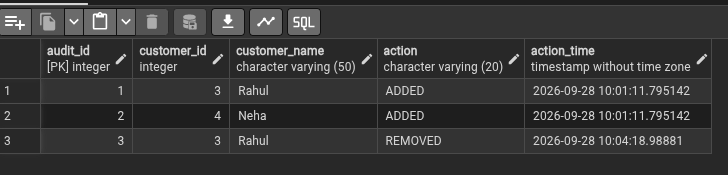 SQL
audit_id customer_id customer_name action action_time
[PK] integer integer character varying (50) character varying (20) timestamp without time zone
1 1 3 Rahul ADDED 2026-09-28 10:01:11.795142
2 2 4 Neha ADDED 2026-09-28 10:01:11.795142
3 3 3 Rahul REMOVED 2026-09-28 10:04:18.98881